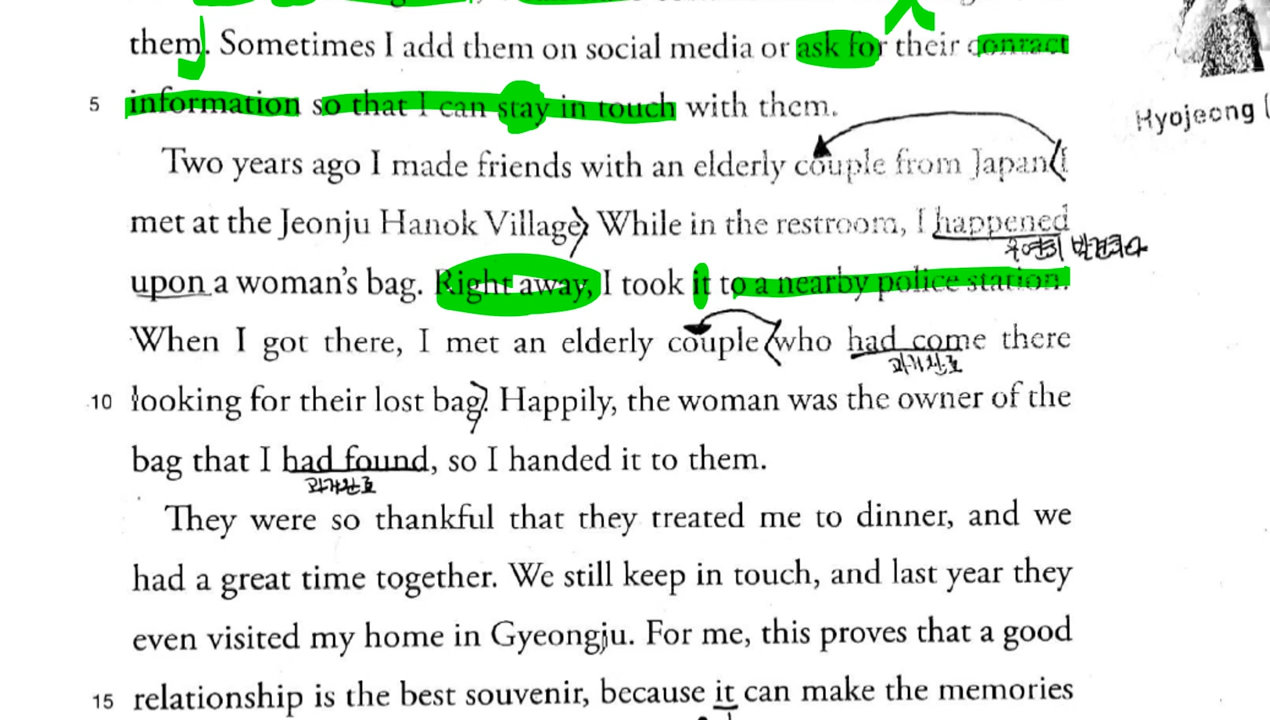 them. Sometimes I add them on social media or ask for their contact
5 information so that I can stay in touch with them.
Hyojeong (
Two years ago I made friends with an elderly couple from Japan I
met at the Jeonju Hanok Village. While in the restroom, I happened
우연히 발견하다
upon a woman's bag. Right away, I took it to a nearby police station.
When I got there, I met an elderly couple who had come there
과거완료
10 looking for their lost bag. Happily, the woman was the owner of the
bag that I had found, so I handed it to them.
과거완료
They were so thankful that they treated me to dinner, and we
had a great time together. We still keep in touch, and last year they
even visited my home in Gyeongju. For me, this proves that a good
15 relationship is the best souvenir, because it can make the memories